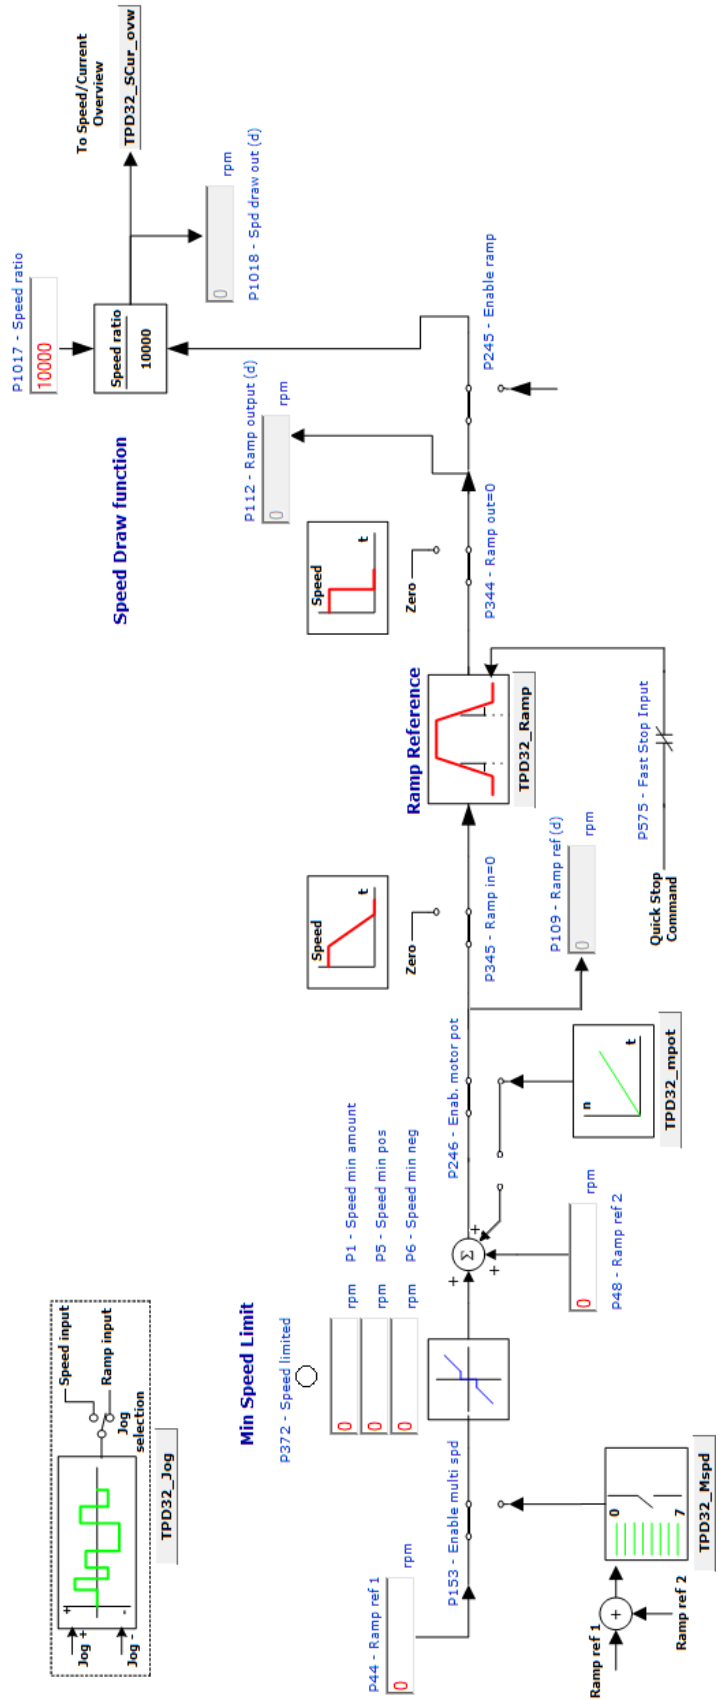 Jog +
Jog -
+
-
TPD32_Jog
Speed input
Ramp input
Jog
selection
P44 - Ramp ref 1
0
rpm
P153 - Enable multi spd
Ramp ref 1
+
Ramp ref 2
0
7
TPD32_Mspd
Min Speed Limit
P372 - Speed limited
0
rpm
P1 - Speed min amount
0
rpm
P5 - Speed min pos
0
rpm
P6 - Speed min neg
+
Σ
+
+
0
rpm
P48 - Ramp ref 2
P246 - Enab. motor pot
n
t
TPD32_mpot
P109 - Ramp ref (d)
0
rpm
Speed
t
Zero
P345 - Ramp in=0
Ramp Reference
TPD32_Ramp
Quick Stop
Command
P575 - Fast Stop Input
Speed
t
Zero
P344 - Ramp out=0
P112 - Ramp output (d)
0
rpm
P245 - Enable ramp
Speed Draw function
P1017 - Speed ratio
10000
Speed ratio
10000
0
rpm
P1018 - Spd draw out (d)
To Speed/Current
Overview
TPD32_SCur_ovw